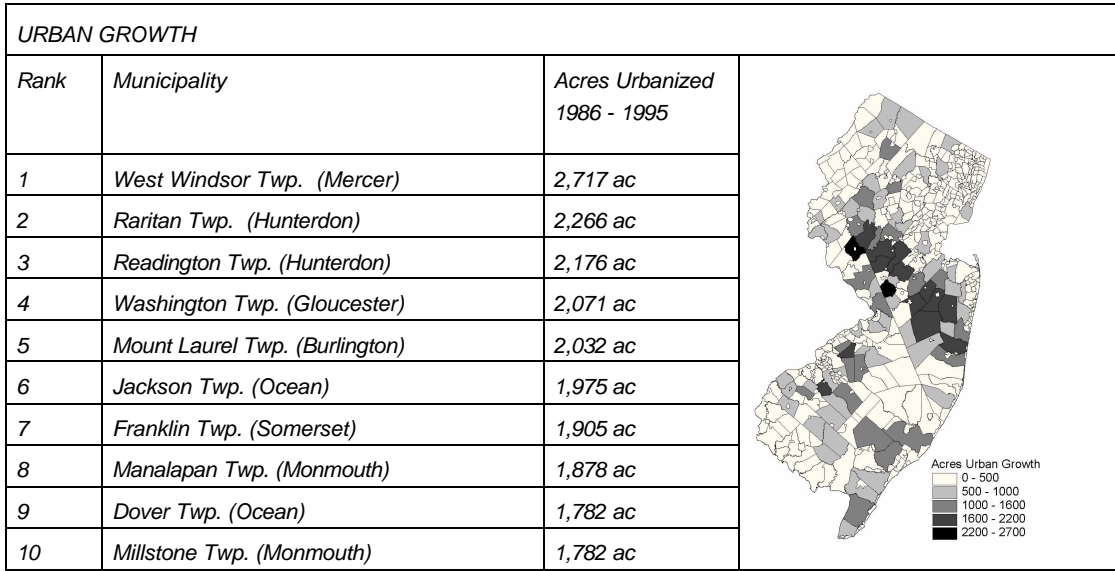 URBAN GROWTH
Rank Municipality Acres Urbanized
1986 - 1995
1 West Windsor Twp. (Mercer) 2,717 ac
2 Raritan Twp. (Hunterdon) 2,266 ac
3 Readington Twp. (Hunterdon) 2,176 ac
4 Washington Twp. (Gloucester) 2,071 ac
5 Mount Laurel Twp. (Burlington) 2,032 ac
6 Jackson Twp. (Ocean) 1,975 ac
7 Franklin Twp. (Somerset) 1,905 ac
8 Manalapan Twp. (Monmouth) 1,878 ac
9 Dover Twp. (Ocean) 1,782 ac
10 Millstone Twp. (Monmouth) 1,782 ac
Acres Urban Growth
0 - 500
500 - 1000
1000 - 1600
1600 - 2200
2200 - 2700